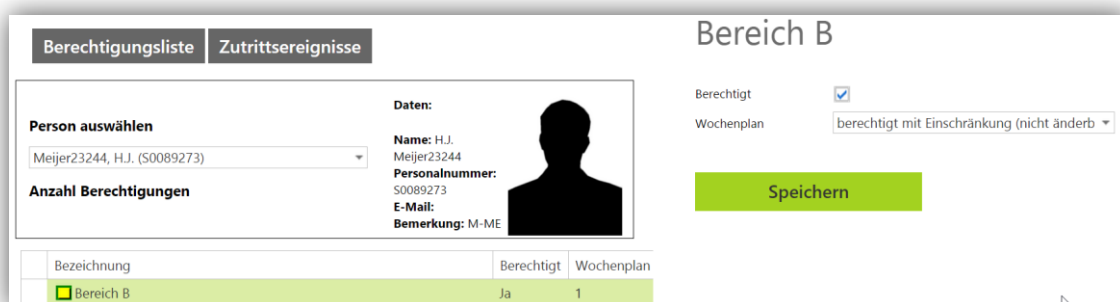 Berechtigungsliste Zutrittsereignisse
Person auswählen
Meijer23244, H.J. (S0089273)
Anzahl Berechtigungen
Daten:
Name: H.J.
Meijer23244
Personalnummer:
S0089273
E-Mail:
Bemerkung: M-ME
Bezeichnung Berechtigt Wochenplan
Bereich B Ja 1
Bereich B
Berechtigt
Wochenplan berechtigt mit Einschränkung (nicht änderb
Speichern